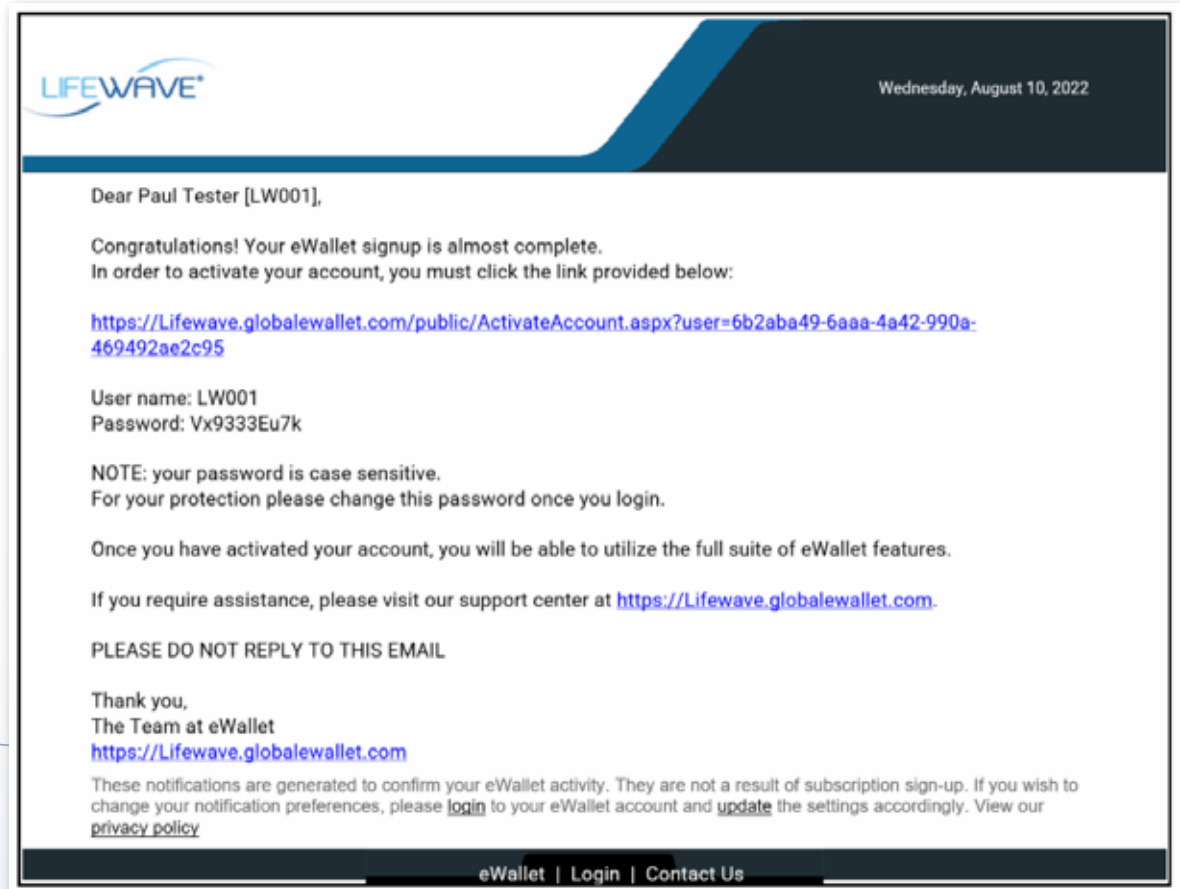 LIFEWAVE®
Wednesday, August 10, 2022
Dear Paul Tester [LW001],
Congratulations! Your eWallet signup is almost complete.
In order to activate your account, you must click the link provided below:
https://Lifewave.globalewallet.com/public/ActivateAccount.aspx?user=6b2aba49-6aaa-4a42-990a-
469492ae2c95
User name: LW001
Password: Vx9333Eu7k
NOTE: your password is case sensitive.
For your protection please change this password once you login.
Once you have activated your account, you will be able to utilize the full suite of eWallet features.
If you require assistance, please visit our support center at https://Lifewave.globalewallet.com.
PLEASE DO NOT REPLY TO THIS EMAIL
Thank you,
The Team at eWallet
https://Lifewave.globalewallet.com
These notifications are generated to confirm your eWallet activity. They are not a result of subscription sign-up. If you wish to
change your notification preferences, please login to your eWallet account and update the settings accordingly. View our
privacy policy
eWallet | Login | Contact Us